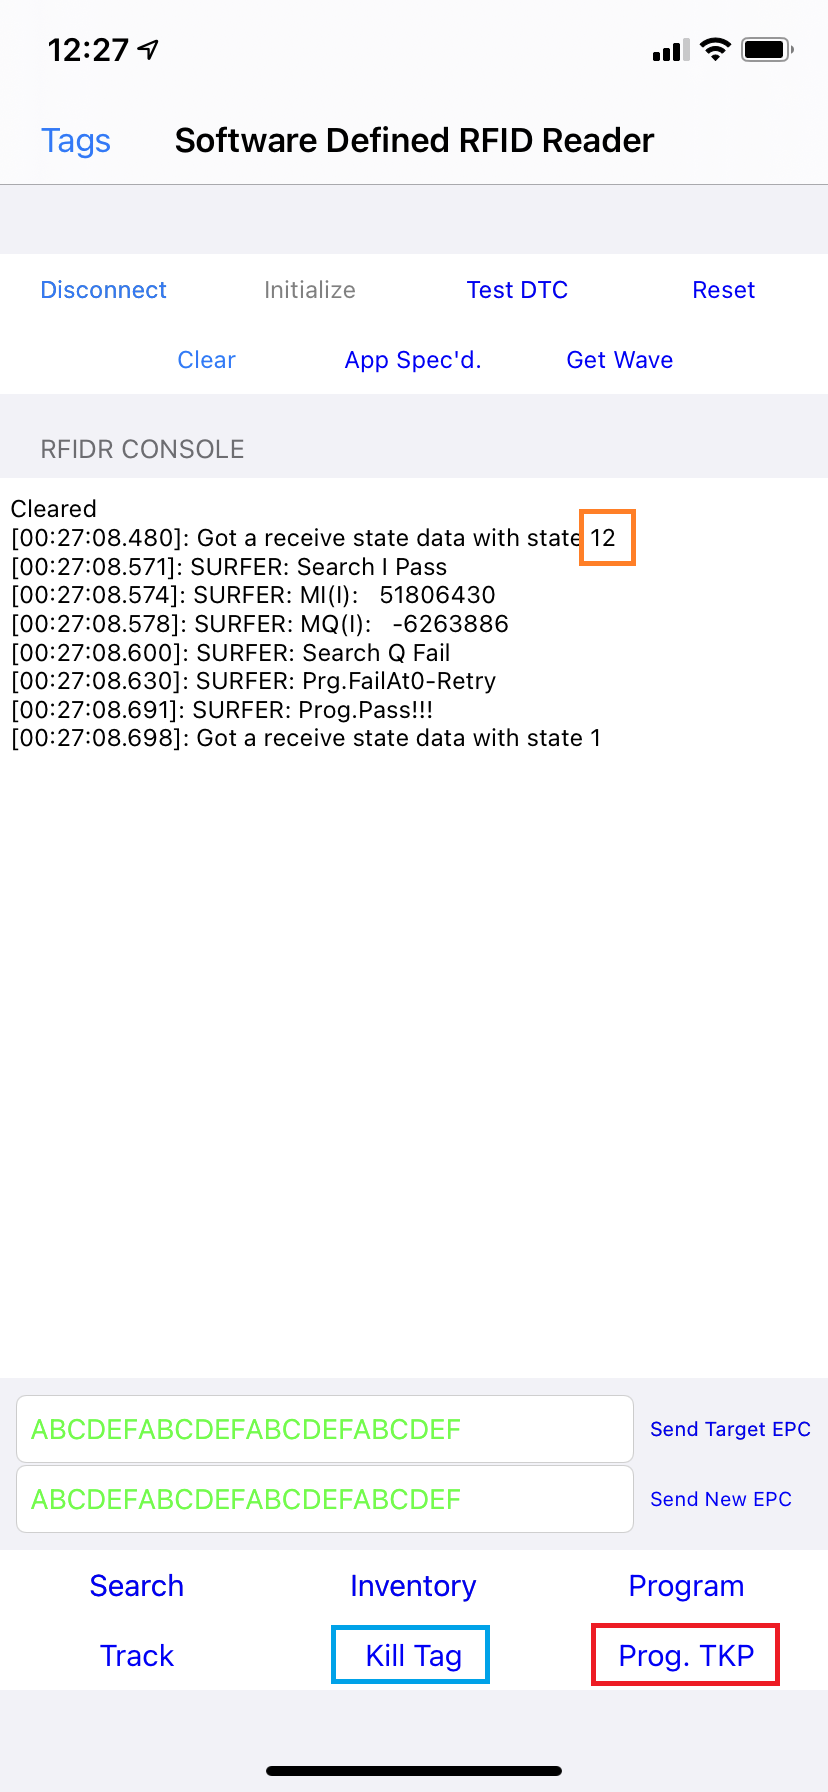 12:27
Tags Software Defined RFID Reader
Disconnect Initialize Test DTC Reset
Clear App Spec'd. Get Wave
RFIDR CONSOLE
Cleared
[00:27:08.480]: Got a receive state data with state 12
[00:27:08.571]: SURFER: Search I Pass
[00:27:08.574]: SURFER: MI(I):   51806430
[00:27:08.578]: SURFER: MQ(I):   -6263886
[00:27:08.600]: SURFER: Search Q Fail
[00:27:08.630]: SURFER: Prg.FailAt0-Retry
[00:27:08.691]: SURFER: Prog.Pass!!!
[00:27:08.698]: Got a receive state data with state 1
ABCDEFABCDEFABCDEFABCDEF Send Target EPC
ABCDEFABCDEFABCDEFABCDEF Send New EPC
Search Inventory Program
Track Kill Tag Prog. TKP